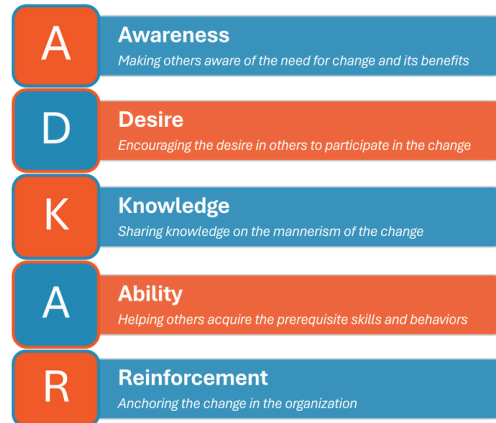 A
Awareness
Making others aware of the need for change and its benefits
D
Desire
Encouraging the desire in others to participate in the change
K
Knowledge
Sharing knowledge on the mannerism of the change
A
Ability
Helping others acquire the prerequisite skills and behaviors
R
Reinforcement
Anchoring the change in the organization